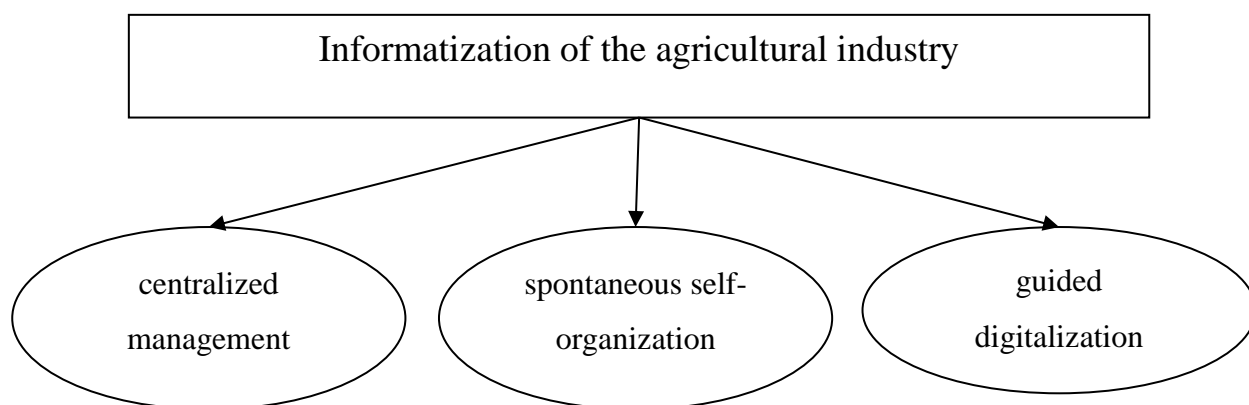 Informatization of the agricultural industry
centralized
management
spontaneous self-
organization
guided
digitalization